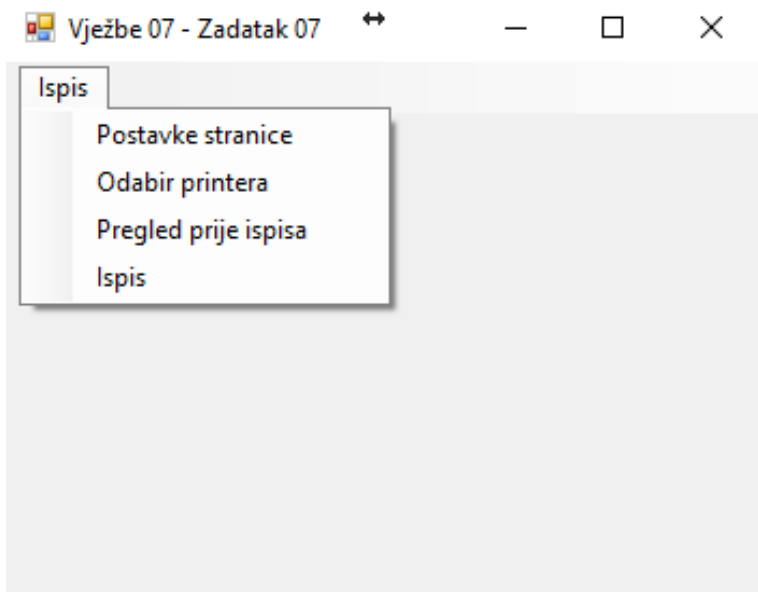 Vježbe 07 - Zadatak 07
Ispis
Postavke stranice
Odabir printera
Pregled prije ispisa
Ispis